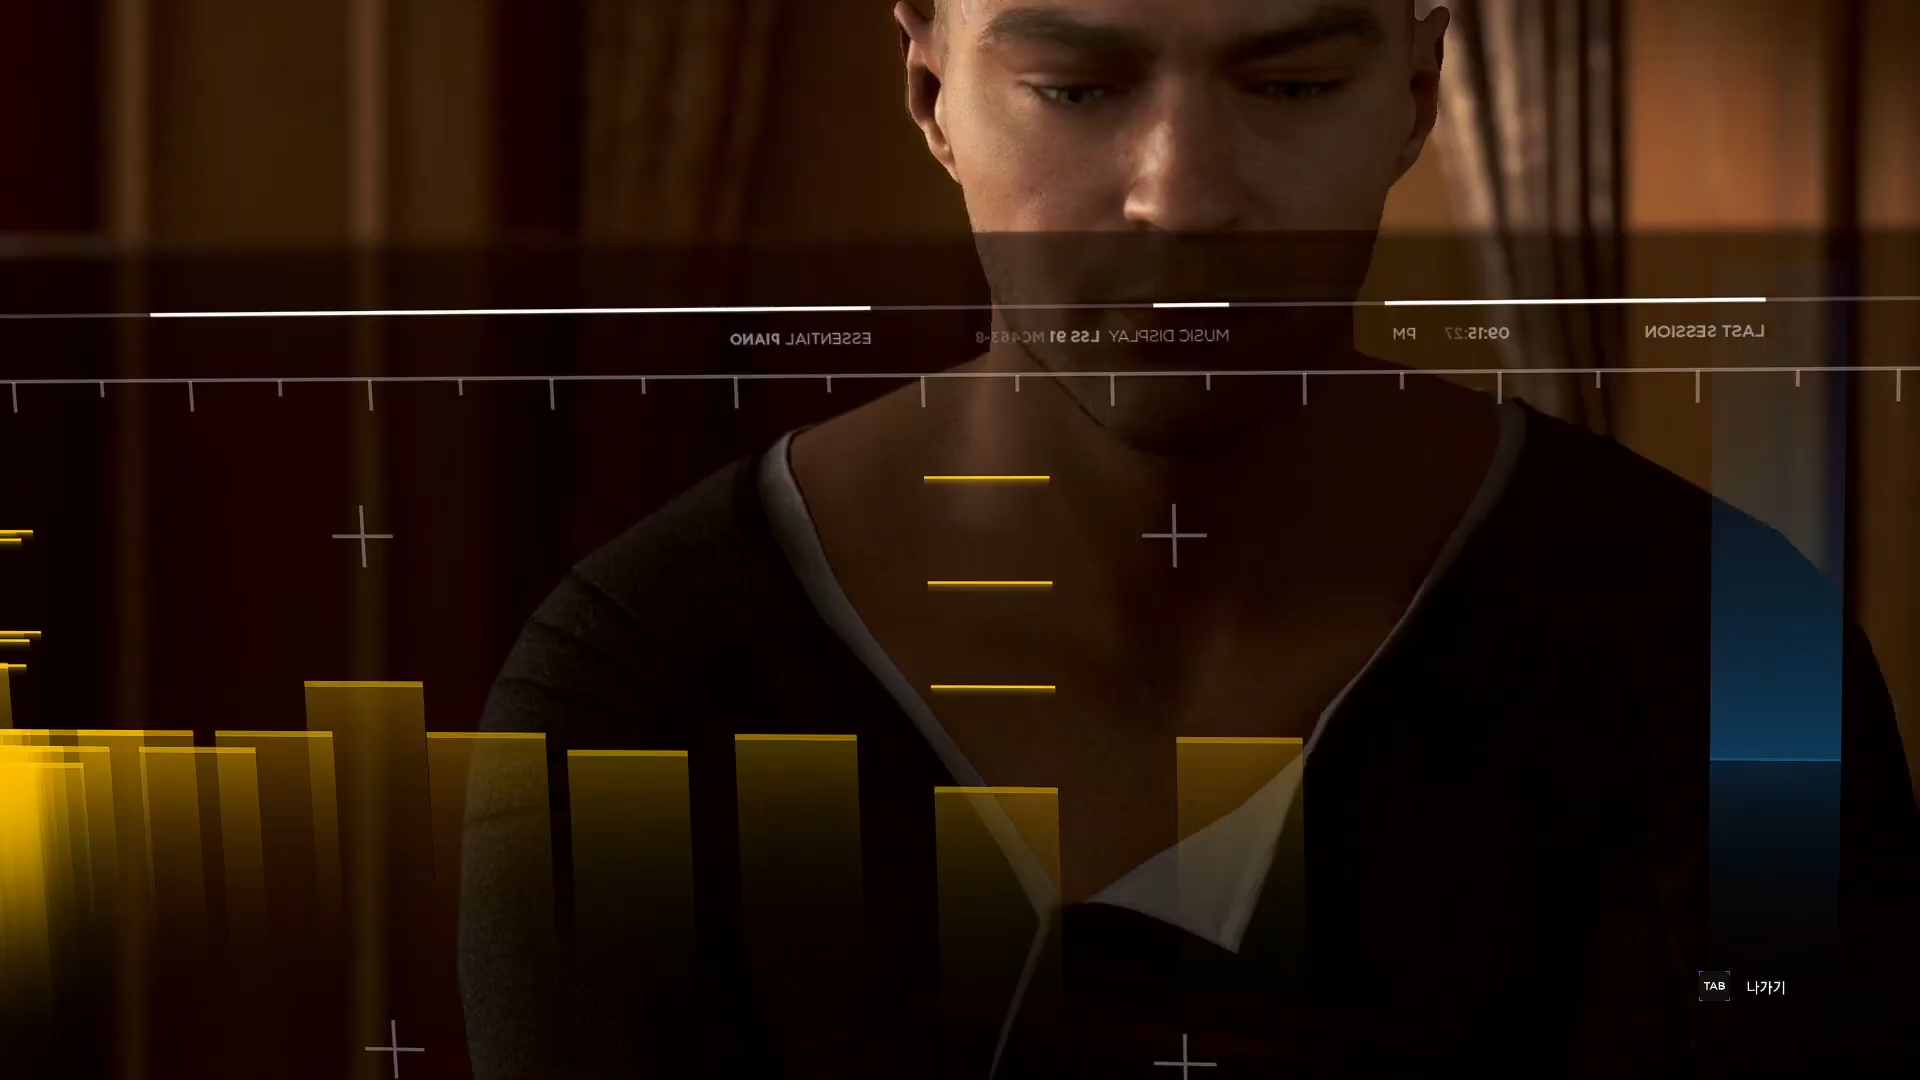 ESSENTIAL PIANO
MUSIC DISPLAY LSS 91 MC463-8
09:15:27 PM
LAST SESSION
TAB 나가기